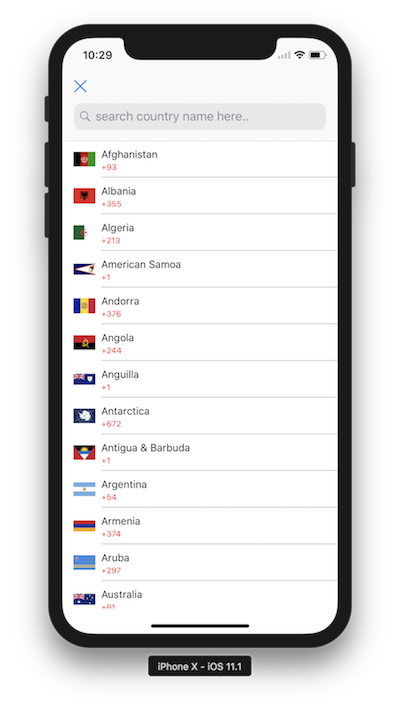 10:29
search country name here..
Afghanistan
+93
Albania
+355
Algeria
+213
American Samoa
+1
Andorra
+376
Angola
+244
Anguilla
+1
Antarctica
+672
Antigua & Barbuda
+1
Argentina
+54
Armenia
+374
Aruba
+297
Australia
+61
iPhone X – iOS 11.1